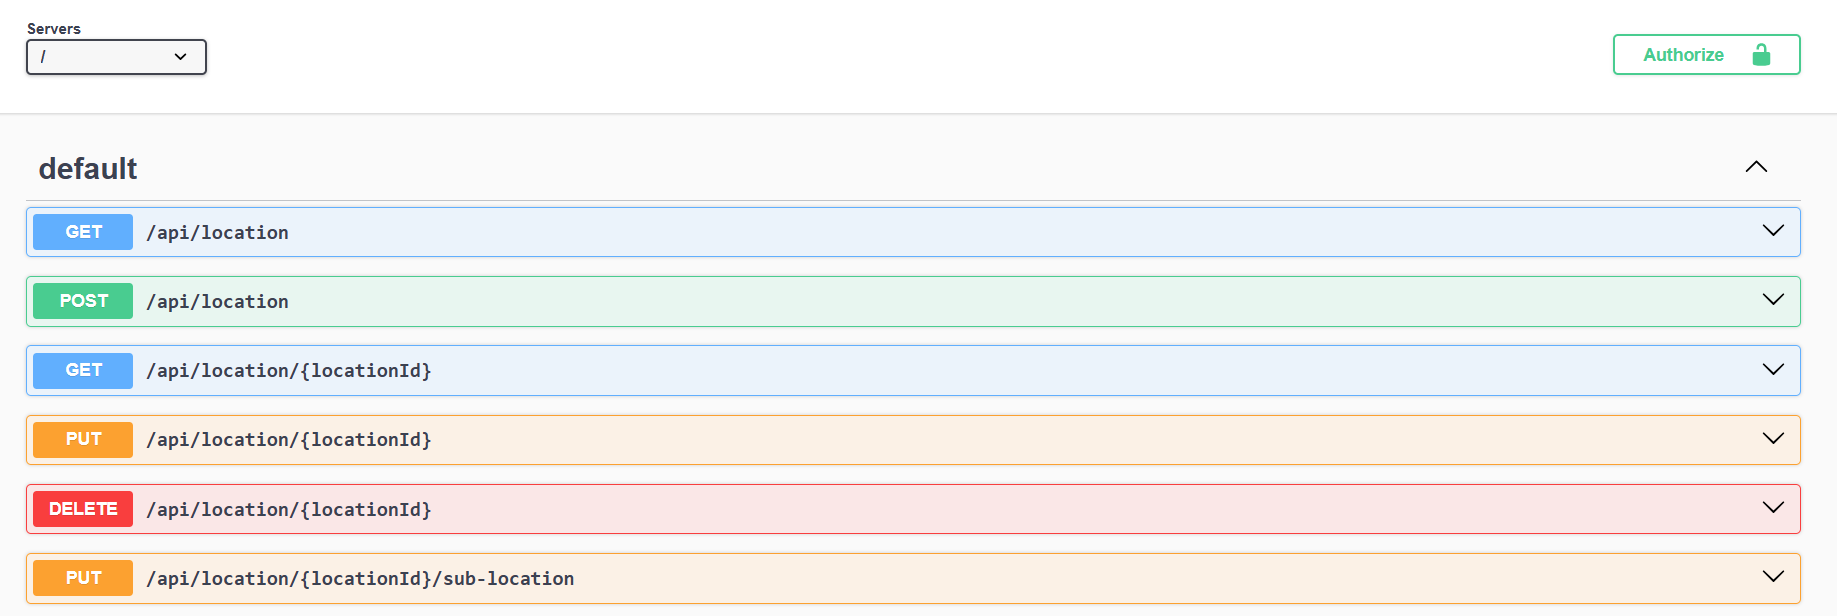 Servers
/
Authorize
default
GET /api/location
POST /api/location
GET /api/location/{locationId}
PUT /api/location/{locationId}
DELETE /api/location/{locationId}
PUT /api/location/{locationId}/sub-location